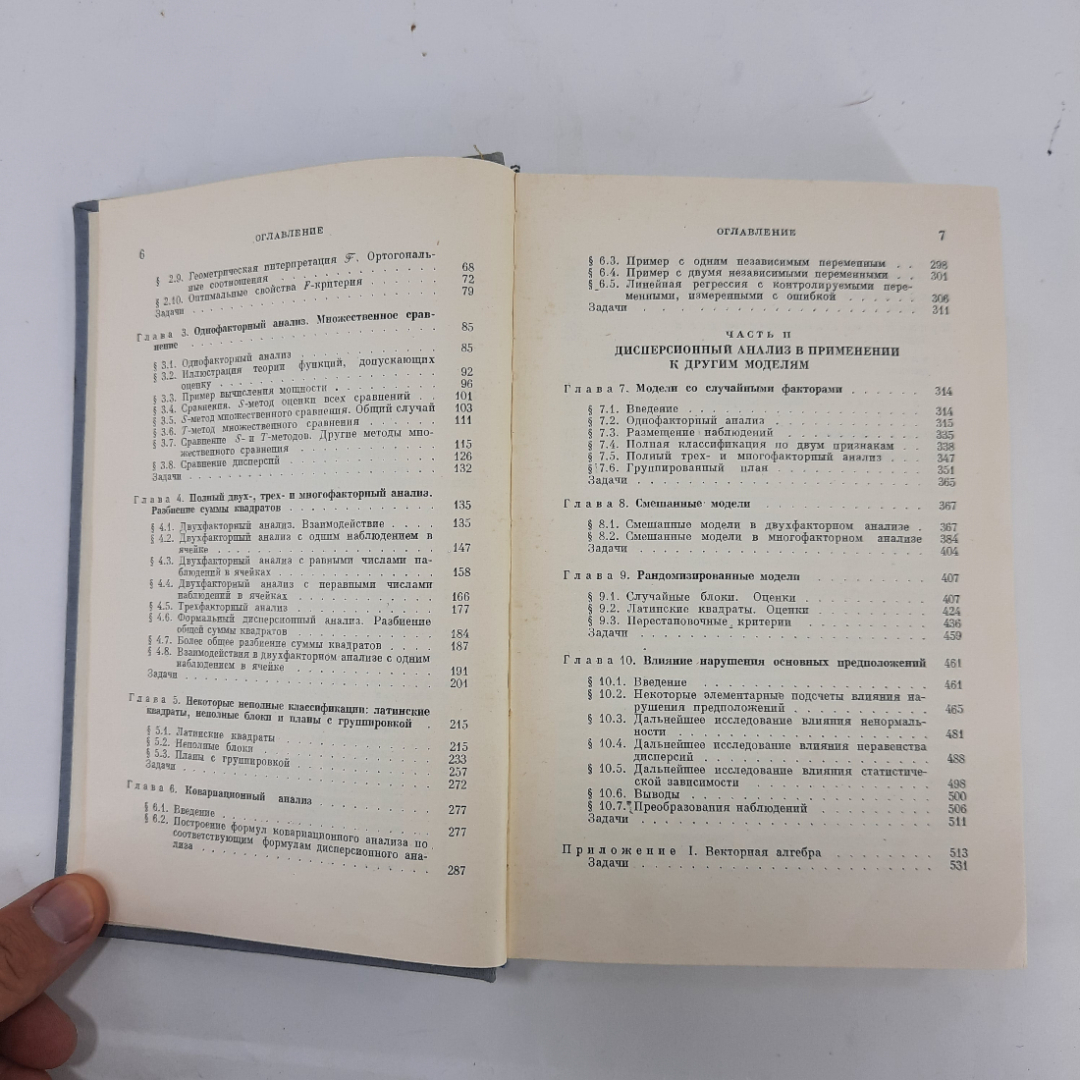 6
ОГЛАВЛЕНИЕ
§ 2.9. Геометрическая интерпретация ℱ. Ортогональ-
ные соотношения . . . . . . . . . . . 68
§ 2.10. Оптимальные свойства F-критерия . . . . . 72
Задачи . . . . . . . . . . . . . . . . . 79
Глава 3. Однофакторный анализ. Множественное срав-
нение . . . . . . . . . . . . . . . . . 85
§ 3.1. Однофакторный анализ . . . . . . . . . 85
§ 3.2. Иллюстрация теории функций, допускающих
оценку . . . . . . . . . . . . . . . . 92
§ 3.3. Пример вычисления мощности . . . . . . . 96
§ 3.4. Сравнения. S-метод оценки всех сравнений . . 101
§ 3.5. S-метод множественного сравнения. Общий случай 103
§ 3.6. T-метод множественного сравнения . . . . . 111
§ 3.7. Сравнение S- и T-методов. Другие методы мно-
жественного сравнения . . . . . . . . . 115
§ 3.8. Сравнение дисперсий . . . . . . . . . . 126
Задачи . . . . . . . . . . . . . . . . . 132
Глава 4. Полный двух-, трех- и многофакторный анализ.
Разбиение суммы квадратов . . . . . . . . 135
§ 4.1. Двухфакторный анализ. Взаимодействие . . . . 135
§ 4.2. Двухфакторный анализ с одним наблюдением в
ячейке . . . . . . . . . . . . . . . . 147
§ 4.3. Двухфакторный анализ с равными числами на-
блюдений в ячейках . . . . . . . . . . . 158
§ 4.4. Двухфакторный анализ с неравными числами
наблюдений в ячейках . . . . . . . . . . 166
§ 4.5. Трехфакторный анализ . . . . . . . . . . 177
§ 4.6. Формальный дисперсионный анализ. Разбиение
общей суммы квадратов . . . . . . . . . 184
§ 4.7. Более общее разбиение суммы квадратов . . . . 187
§ 4.8. Взаимодействия в двухфакторном анализе с одним
наблюдением в ячейке . . . . . . . . . . 191
Задачи . . . . . . . . . . . . . . . . . 201
Глава 5. Некоторые неполные классификации: латинские
квадраты, неполные блоки и планы с группировкой . 215
§ 5.1. Латинские квадраты . . . . . . . . . . 215
§ 5.2. Неполные блоки . . . . . . . . . . . . 233
§ 5.3. Планы с группировкой . . . . . . . . . 257
Задачи . . . . . . . . . . . . . . . . . 272
Глава 6. Ковариационный анализ . . . . . . . . 277
§ 6.1. Введение . . . . . . . . . . . . . . 277
§ 6.2. Построение формул ковариационного анализа по
соответствующим формулам дисперсионного ана-
лиза . . . . . . . . . . . . . . . . . 287
ОГЛАВЛЕНИЕ
7
§ 6.3. Пример с одним независимым переменным . . 298
§ 6.4. Пример с двумя независимыми переменными . . 301
§ 6.5. Линейная регрессия с контролируемыми пере-
менными, измеренными с ошибкой . . . . . 306
Задачи . . . . . . . . . . . . . . . . . 311
ЧАСТЬ II
ДИСПЕРСИОННЫЙ АНАЛИЗ В ПРИМЕНЕНИИ
К ДРУГИМ МОДЕЛЯМ
Глава 7. Модели со случайными факторами . . . . . . 314
§ 7.1. Введение . . . . . . . . . . . . . . 314
§ 7.2. Однофакторный анализ . . . . . . . . . 315
§ 7.3. Размещение наблюдений . . . . . . . . . 335
§ 7.4. Полная классификация по двум признакам . . 338
§ 7.5. Полный трех- и многофакторный анализ . . . 347
§ 7.6. Группированный план . . . . . . . . . . 351
Задачи . . . . . . . . . . . . . . . . . 365
Глава 8. Смешанные модели . . . . . . . . . . 367
§ 8.1. Смешанные модели в двухфакторном анализе . 367
§ 8.2. Смешанные модели в многофакторном анализе 384
Задачи . . . . . . . . . . . . . . . . . 404
Глава 9. Рандомизированные модели . . . . . . . 407
§ 9.1. Случайные блоки. Оценки . . . . . . . . 407
§ 9.2. Латинские квадраты. Оценки . . . . . . . 424
§ 9.3. Перестановочные критерии . . . . . . . . 436
Задачи . . . . . . . . . . . . . . . . . 459
Глава 10. Влияние нарушения основных предположений 461
§ 10.1. Введение . . . . . . . . . . . . . . 461
§ 10.2. Некоторые элементарные подсчеты влияния на-
рушения предположений . . . . . . . . . 465
§ 10.3. Дальнейшее исследование влияния ненормаль-
ности . . . . . . . . . . . . . . . . 481
§ 10.4. Дальнейшее исследование влияния неравенства
дисперсий . . . . . . . . . . . . . . 488
§ 10.5. Дальнейшее исследование влияния статистиче-
ской зависимости . . . . . . . . . . . 498
§ 10.6. Выводы . . . . . . . . . . . . . . . 500
§ 10.7. Преобразования наблюдений . . . . . . . 506
Задачи . . . . . . . . . . . . . . . . . 511
Приложение I. Векторная алгебра . . . . . . . . 513
Задачи . . . . . . . . . . . . . . . . . 531